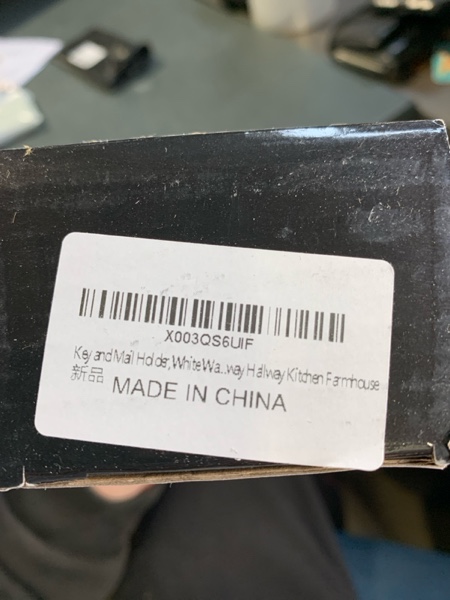 X003QS6UIF
Key and Mail Holder, White Wa...way Hallway Kitchen Farmhouse
新品 MADE IN CHINA